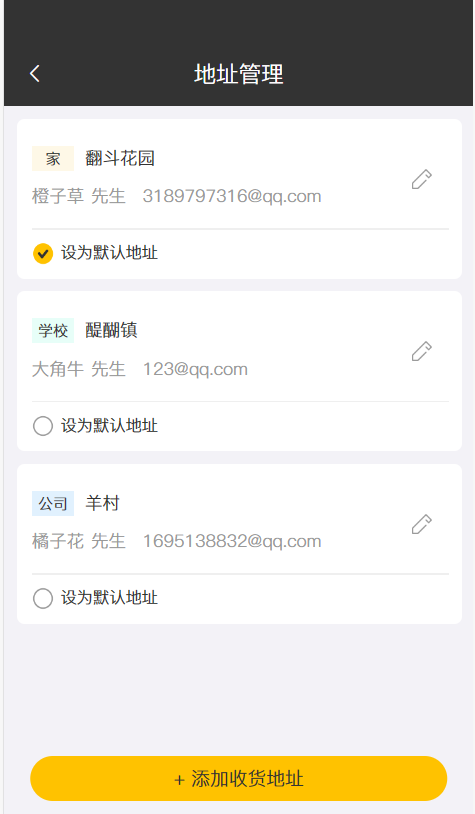 地址管理
家 翻斗花园
橙子草 先生 3189797316@qq.com
设为默认地址
学校 醍醐镇
大角牛 先生 123@qq.com
设为默认地址
公司 羊村
橘子花 先生 1695138832@qq.com
设为默认地址
+ 添加收货地址